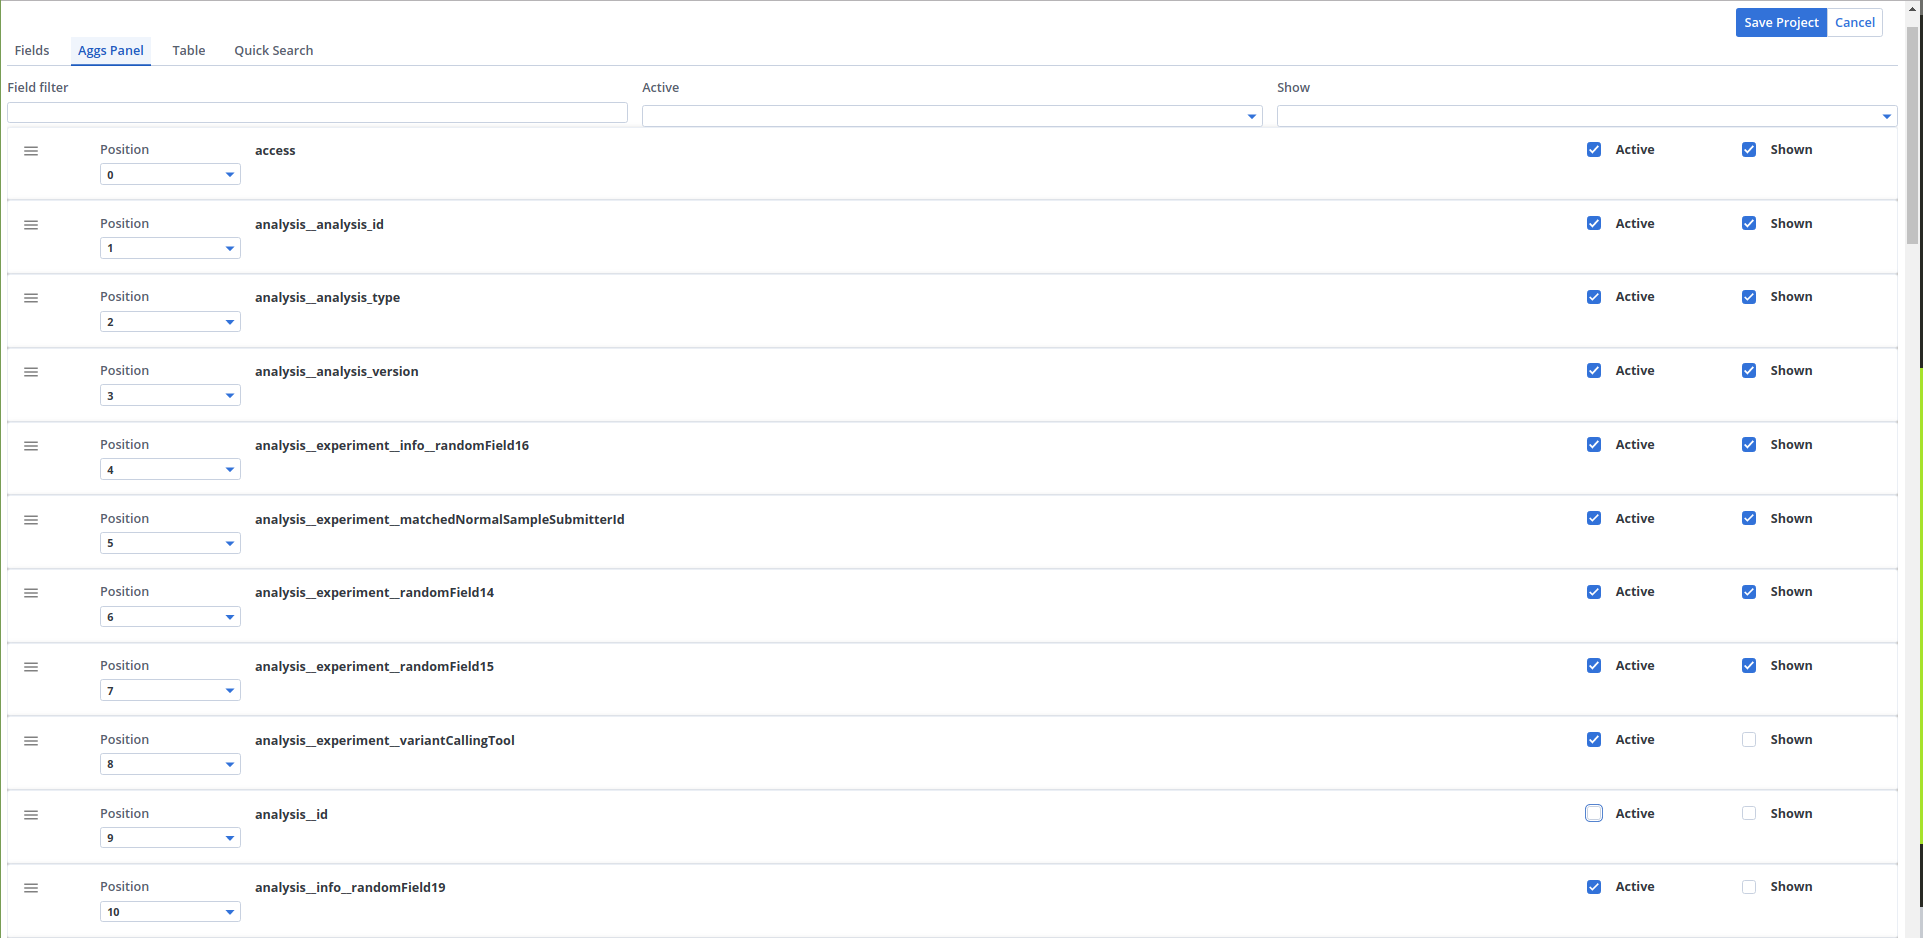 Save Project Cancel
Fields Aggs Panel Table Quick Search
Field filter Active Show
Position access Active Shown
0
Position analysis__analysis_id Active Shown
1
Position analysis__analysis_type Active Shown
2
Position analysis__analysis_version Active Shown
3
Position analysis__experiment__info__randomField16 Active Shown
4
Position analysis__experiment__matchedNormalSampleSubmitterId Active Shown
5
Position analysis__experiment__randomField14 Active Shown
6
Position analysis__experiment__randomField15 Active Shown
7
Position analysis__experiment__variantCallingTool Active Shown
8
Position analysis__id Active Shown
9
Position analysis__info__randomField19 Active Shown
10